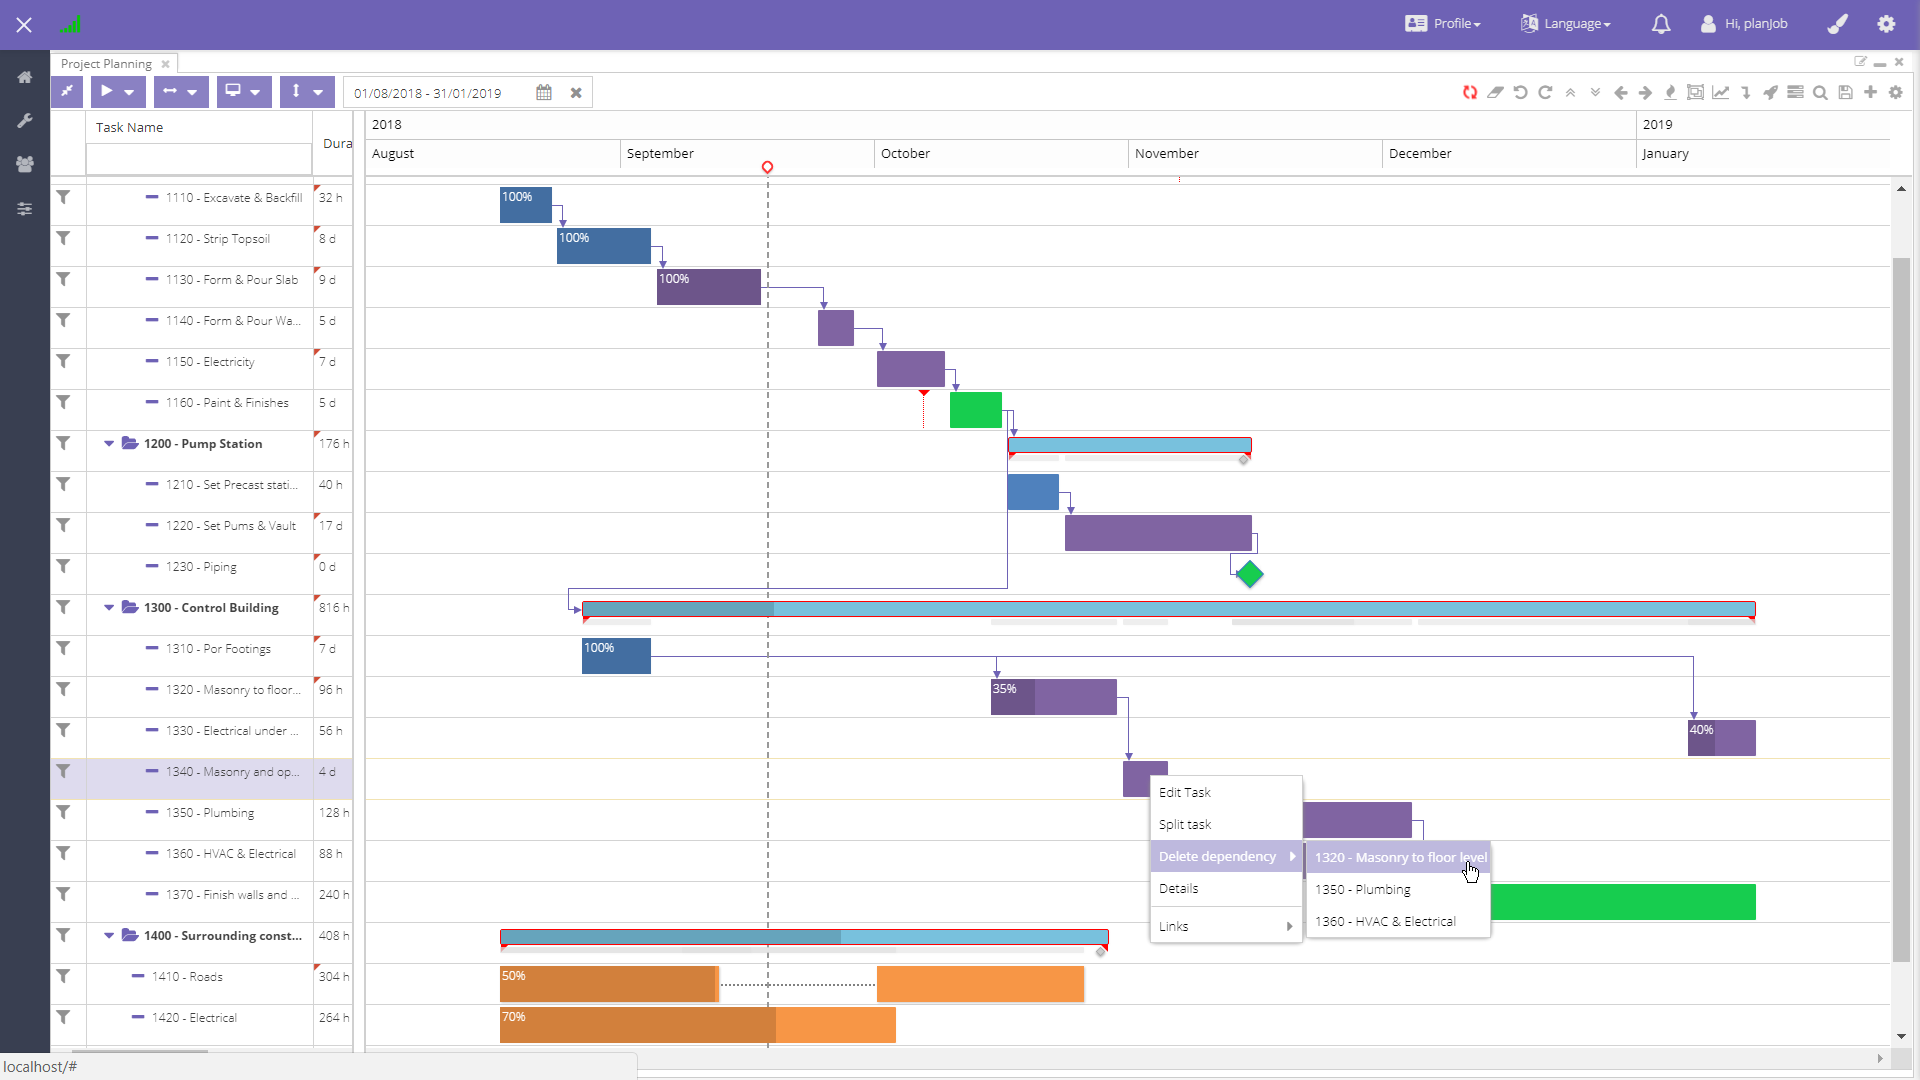 Profile
Language
Hi, planJob
Project Planning
01/08/2018 - 31/01/2019
Task Name
Dura
2018
2019
August
September
October
November
December
January
1110 - Excavate & Backfill
32 h
100%
1120 - Strip Topsoil
8 d
100%
1130 - Form & Pour Slab
9 d
100%
1140 - Form & Pour Wa...
5 d
1150 - Electricity
7 d
1160 - Paint & Finishes
5 d
1200 - Pump Station
176 h
1210 - Set Precast stati...
40 h
1220 - Set Pums & Vault
17 d
1230 - Piping
0 d
1300 - Control Building
816 h
1310 - Por Footings
7 d
100%
1320 - Masonry to floor...
96 h
35%
1330 - Electrical under ...
56 h
40%
1340 - Masonry and op...
4 d
1350 - Plumbing
128 h
1360 - HVAC & Electrical
88 h
1370 - Finish walls and ...
240 h
1400 - Surrounding const...
408 h
1410 - Roads
304 h
50%
1420 - Electrical
264 h
70%
Edit Task
Split task
Delete dependency
Details
Links
1320 - Masonry to floor level
1350 - Plumbing
1360 - HVAC & Electrical
localhost/#